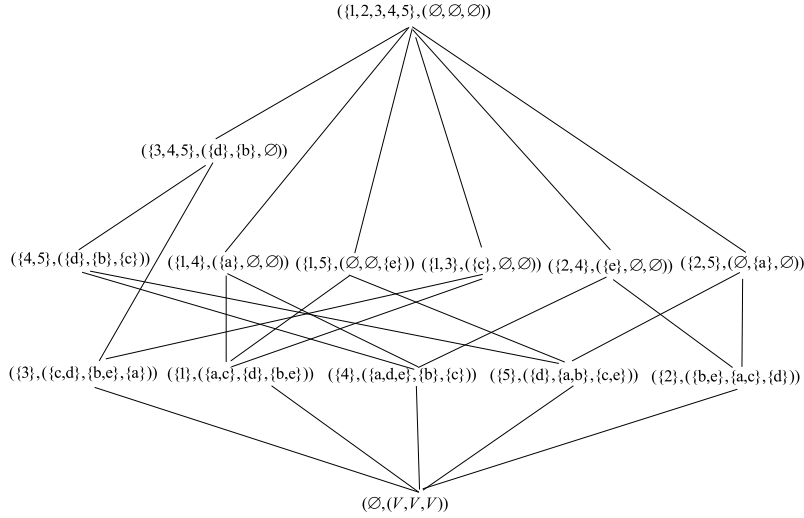 ({1,2,3,4,5},(∅,∅,∅))
({3,4,5},({d},{b},∅))
({4,5},({d},{b},{c})) ({1,4},({a},∅,∅)) ({1,5},(∅,∅,{e})) ({1,3},({c},∅,∅)) ({2,4},({e},∅,∅)) ({2,5},(∅,{a},∅))
({3},({c,d},{b,e},{a})) ({1},({a,c},{d},{b,e})) ({4},({a,d,e},{b},{c})) ({5},({d},{a,b},{c,e})) ({2},({b,e},{a,c},{d}))
(∅,(V,V,V))